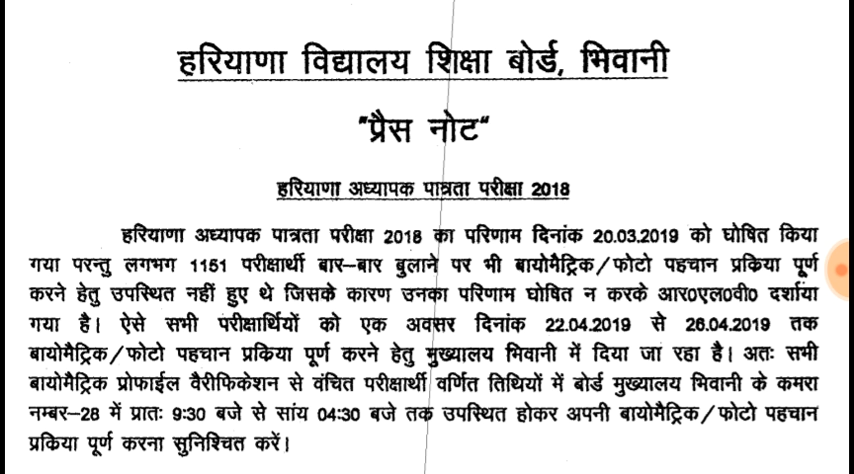 हरियाणा विद्यालय शिक्षा बोर्ड, भिवानी
"प्रैस नोट"
हरियाणा अध्यापक पात्रता परीक्षा 2018
हरियाणा अध्यापक पात्रता परीक्षा 2018 का परिणाम दिनांक 20.03.2019 को घोषित किया
गया परन्तु लगभग 1151 परीक्षार्थी बार–बार बुलाने पर भी बायोमैट्रिक/फोटो पहचान प्रकिया पूर्ण
करने हेतु उपस्थित नहीं हुए थे जिसके कारण उनका परिणाम घोषित न करके आर0एल0वी0 दर्शाया
गया है। ऐसे सभी परीक्षार्थियों को एक अवसर दिनांक 22.04.2019 से 26.04.2019 तक
बायोमैट्रिक/फोटो पहचान प्रकिया पूर्ण करने हेतु मुख्यालय भिवानी में दिया जा रहा है। अतः सभी
बायोमैट्रिक प्रोफाईल वैरीफिकेशन से वंचित परीक्षार्थी वर्णित तिथियों में बोर्ड मुख्यालय भिवानी के कमरा
नम्बर–28 में प्रातः 9:30 बजे से सांय 04:30 बजे तक उपस्थित होकर अपनी बायोमैट्रिक/फोटो पहचान
प्रकिया पूर्ण करना सुनिश्चित करें।